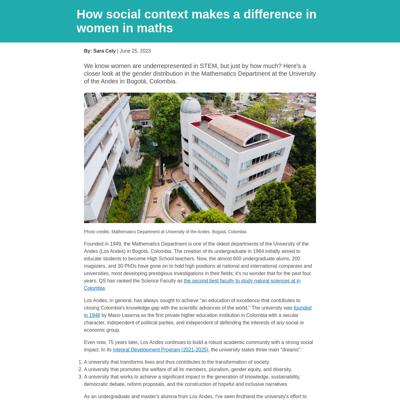 How social context makes a difference in
women in maths
By: Sara Cely | June 25, 2023
We know women are underrepresented in STEM, but just by how much? Here's a
closer look at the gender distribution in the Mathematics Department at the University
of the Andes in Bogotá, Colombia.
Photo credits: Mathematics Department at University of the Andes. Bogotá, Colombia
Founded in 1949, the Mathematics Department is one of the oldest departments of the University of the
Andes (Los Andes) in Bogotá, Colombia. The creation of its undergraduate in 1964 initially aimed to
educate students to become High School teachers. Now, the almost 600 undergraduate alums, 200
magisters, and 30 PhDs have gone on to hold high positions at national and international companies and
universities, most developing prestigious investigations in their fields; it's no wonder that for the past four
years, QS has ranked the Science Faculty as the second best faculty to study natural sciences at in
Colombia.
Los Andes, in general, has always sought to achieve "an education of excellence that contributes to
closing Colombia's knowledge gap with the scientific advances of the world." The university was founded
in 1948 by Mario Laserna as the first private higher education institution in Colombia with a secular
character, independent of political parties, and independent of defending the interests of any social or
economic group.
Even now, 75 years later, Los Andes continues to build a robust academic community with a strong social
impact. In its Integral Development Program (2021-2025), the university states three main "dreams":
1. A university that transforms lives and thus contributes to the transformation of society.
2. A university that promotes the welfare of all its members, pluralism, gender equity, and diversity.
3. A university that works to achieve a significant impact in the generation of knowledge, sustainability,
democratic debate, reform proposals, and the construction of hopeful and inclusive narratives.
As an undergraduate and master's alumna from Los Andes, I've seen firsthand the university's effort to